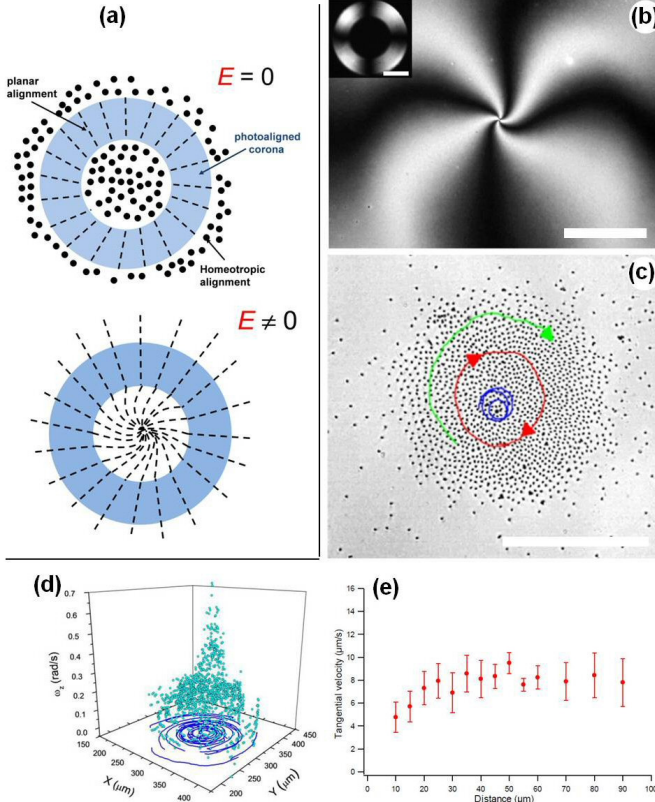 (a)
planar
alignment
E = 0
photoaligned
corona
Homeotropic
alignment
E ≠ 0
(b)
(c)
(d)
ω_z (rad/s)
0.7
0.6
0.5
0.4
0.3
0.2
0.1
0.0
150
200
250
300
350
400
X (μm)
200
250
300
350
400
450
Y (μm)
(e)
Tangential velocity (μm/s)
16
14
12
10
8
6
4
2
0
0 10 20 30 40 50 60 70 80 90 100
Distance (μm)